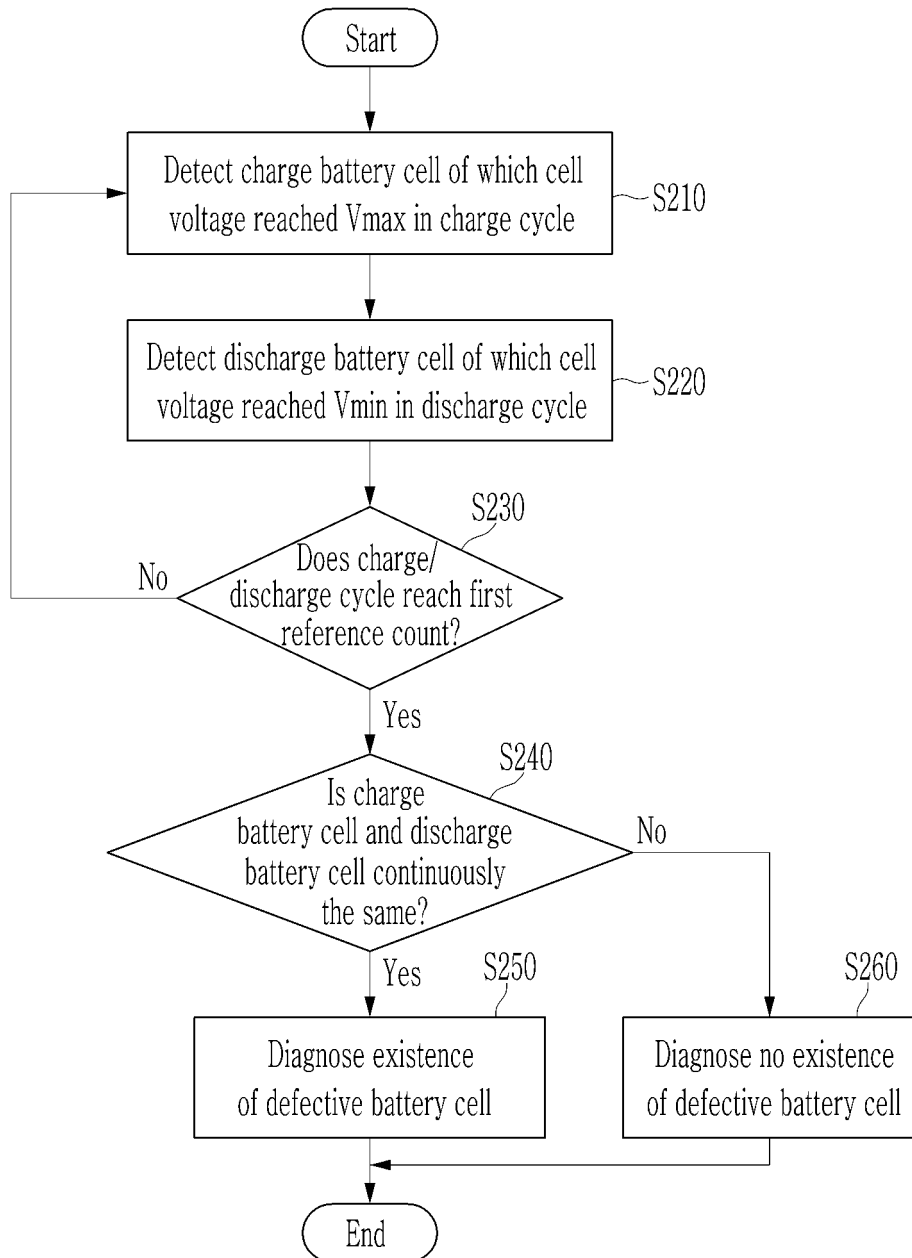 Start
Detect charge battery cell of which cell
voltage reached Vmax in charge cycle
S210
Detect discharge battery cell of which cell
voltage reached Vmin in discharge cycle
S220
S230
Does charge/
discharge cycle reach first
reference count?
No
Yes
S240
Is charge
battery cell and discharge
battery cell continuously
the same?
No
Yes
S250
Diagnose existence
of defective battery cell
S260
Diagnose no existence
of defective battery cell
End